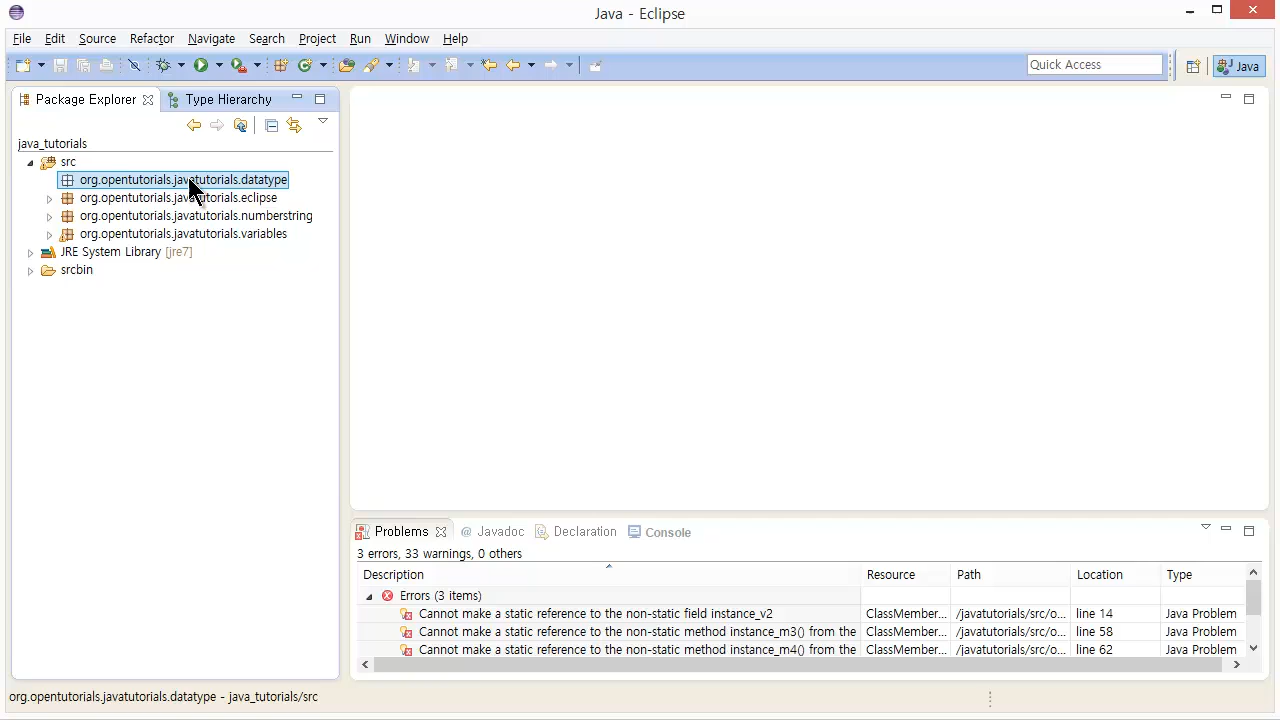 Java - Eclipse
File Edit Source Refactor Navigate Search Project Run Window Help
Quick Access
Java
Package Explorer Type Hierarchy
java_tutorials
src
org.opentutorials.javatutorials.datatype
org.opentutorials.javatutorials.eclipse
org.opentutorials.javatutorials.numberstring
org.opentutorials.javatutorials.variables
JRE System Library [jre7]
srcbin
Problems @ Javadoc Declaration Console
3 errors, 33 warnings, 0 others
Description Resource Path Location Type
Errors (3 items)
Cannot make a static reference to the non-static field instance_v2 ClassMember... /javatutorials/src/o... line 14 Java Problem
Cannot make a static reference to the non-static method instance_m3() from the ClassMember... /javatutorials/src/o... line 58 Java Problem
Cannot make a static reference to the non-static method instance_m4() from the ClassMember... /javatutorials/src/o... line 62 Java Problem
org.opentutorials.javatutorials.datatype - java_tutorials/src